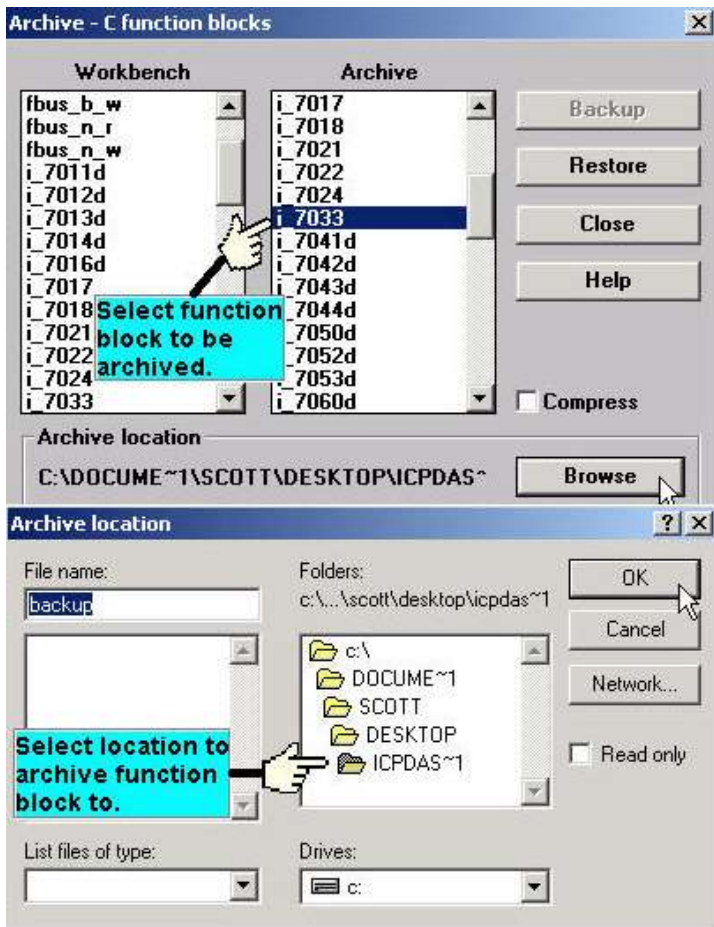 Archive - C function blocks
Workbench
Archive
fbus_b_w
fbus_n_r
fbus_n_w
i_7011d
i_7012d
i_7013d
i_7014d
i_7016d
i_7017
i_7018
i_7021
i_7022
i_7024
i_7033
i_7017
i_7018
i_7021
i_7022
i_7024
i_7033
i_7041d
i_7042d
i_7043d
_7044d
_7050d
_7052d
_7053d
i_7060d
Backup
Restore
Close
Help
Compress
Select function
block to be
archived.
Archive location
C:\DOCUME~1\SCOTT\DESKTOP\ICPDAS~
Browse
Archive location
File name:
backup
Folders:
c:\...\scott\desktop\icpdas~1
OK
Cancel
Network...
Read only
c:\
DOCUME~1
SCOTT
DESKTOP
ICPDAS~1
Select location to
archive function
block to.
List files of type:
Drives:
c: